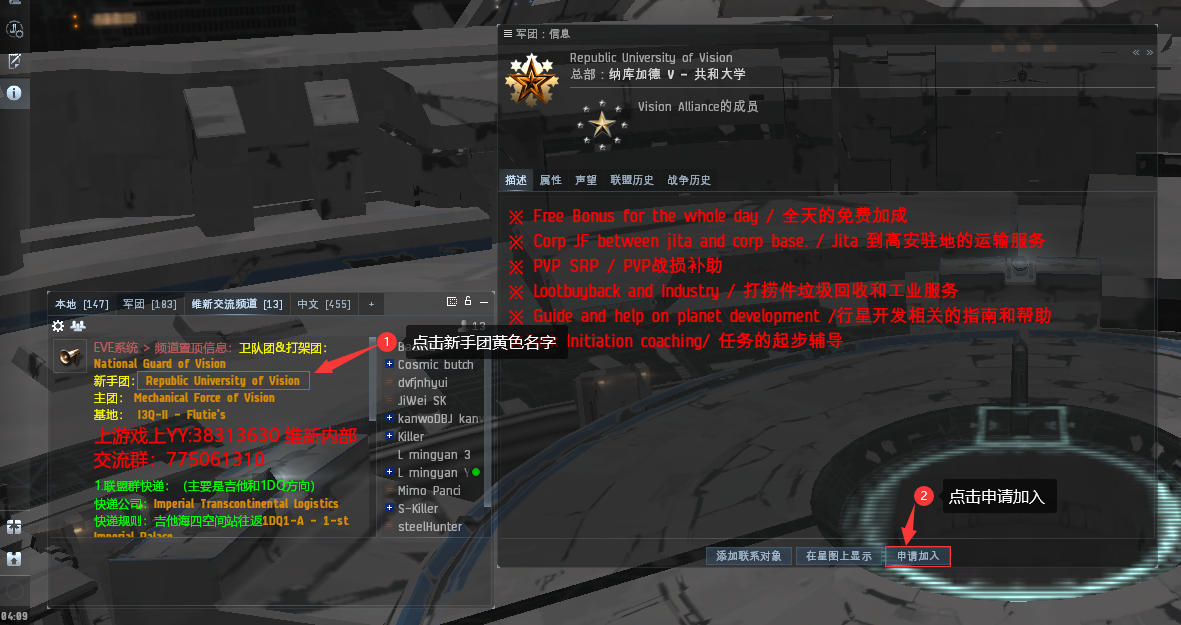 军团：信息
Republic University of Vision
总部：纳库加德 V - 共和大学
Vision Alliance的成员
描述 属性 声望 联盟历史 战争历史
※ Free Bonus for the whole day / 全天的免费加成
※ Corp JF between jita and corp base. / Jita 到高安驻地的运输服务
※ PVP SRP / PVP战损补助
※ Lootbuyback and Industry / 打捞件垃圾回收和工业服务
※ Guide and help on planet development /行星开发相关的指南和帮助
Initiation coaching/ 任务的起步辅导
添加联系对象 在星图上显示 申请加入
2 点击申请加入
本地 [147] 军团 [183] 维新交流频道 [13] 中文 [455] +
13
1 点击新手团黄色名字
EVE系统 > 频道置顶信息: 卫队团&打架团:
National Guard of Vision
新手团: Republic University of Vision
主团: Mechanical Force of Vision
基地: I3Q-II - Flutie's
上游戏上YY:38313630 维新内部
交流群: 775061310
1.联盟群快递: (主要是吉他和1DQ方向)
快递公司: Imperial Transcontinental Logistics
快递规则: 吉他海四空间站往返1DQ1-A - 1-st
Imperial Palace
Cosmic butch
dvfjnhyui
JiWei SK
kanwoDBJ kan
Killer
L mingyan 3
L mingyan
Mimo Panci
S-Killer
steelHunter
04:09